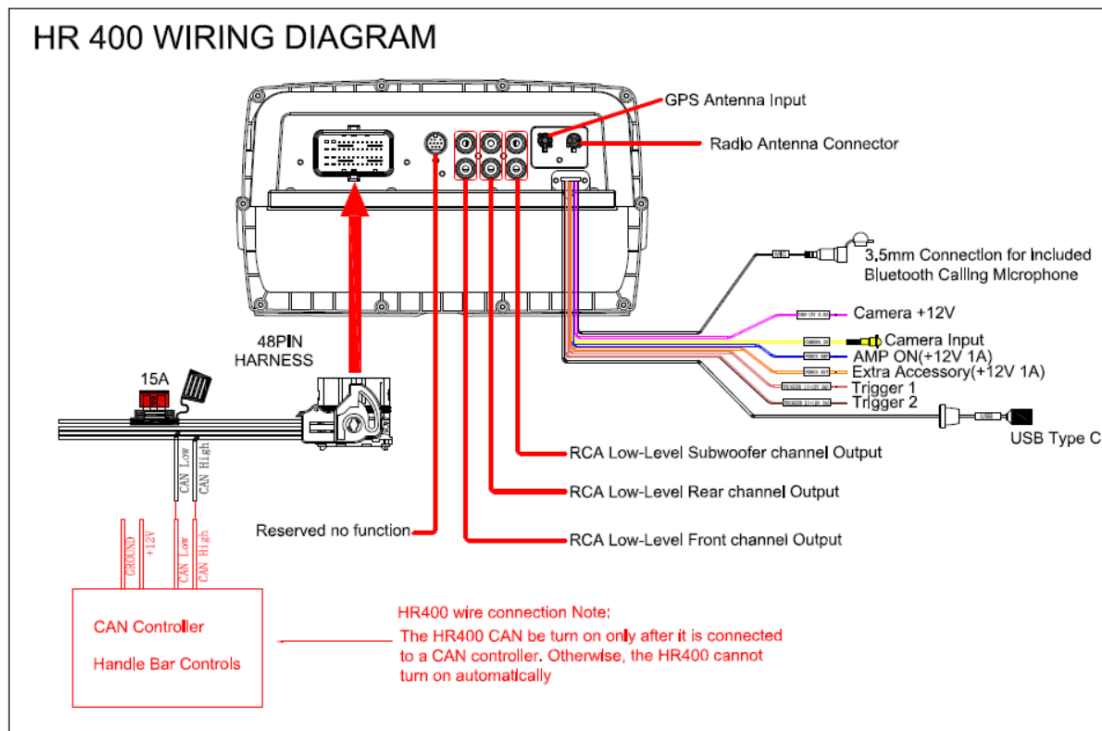 HR 400 WIRING DIAGRAM
GPS Antenna Input
Radio Antenna Connector
3.5mm Connection for Included
Bluetooth Calling Microphone
Camera +12V
Camera Input
AMP ON(+12V 1A)
Extra Accessory(+12V 1A)
Trigger 1
Trigger 2
USB Type C
48PIN
HARNESS
15A
CAN Low
CAN High
RCA Low-Level Subwoofer channel Output
RCA Low-Level Rear channel Output
Reserved no function
RCA Low-Level Front channel Output
GROUND
+12V
CAN Low
CAN High
CAN Controller
Handle Bar Controls
HR400 wire connection Note:
The HR400 CAN be turn on only after it is connected
to a CAN controller. Otherwise, the HR400 cannot
turn on automatically